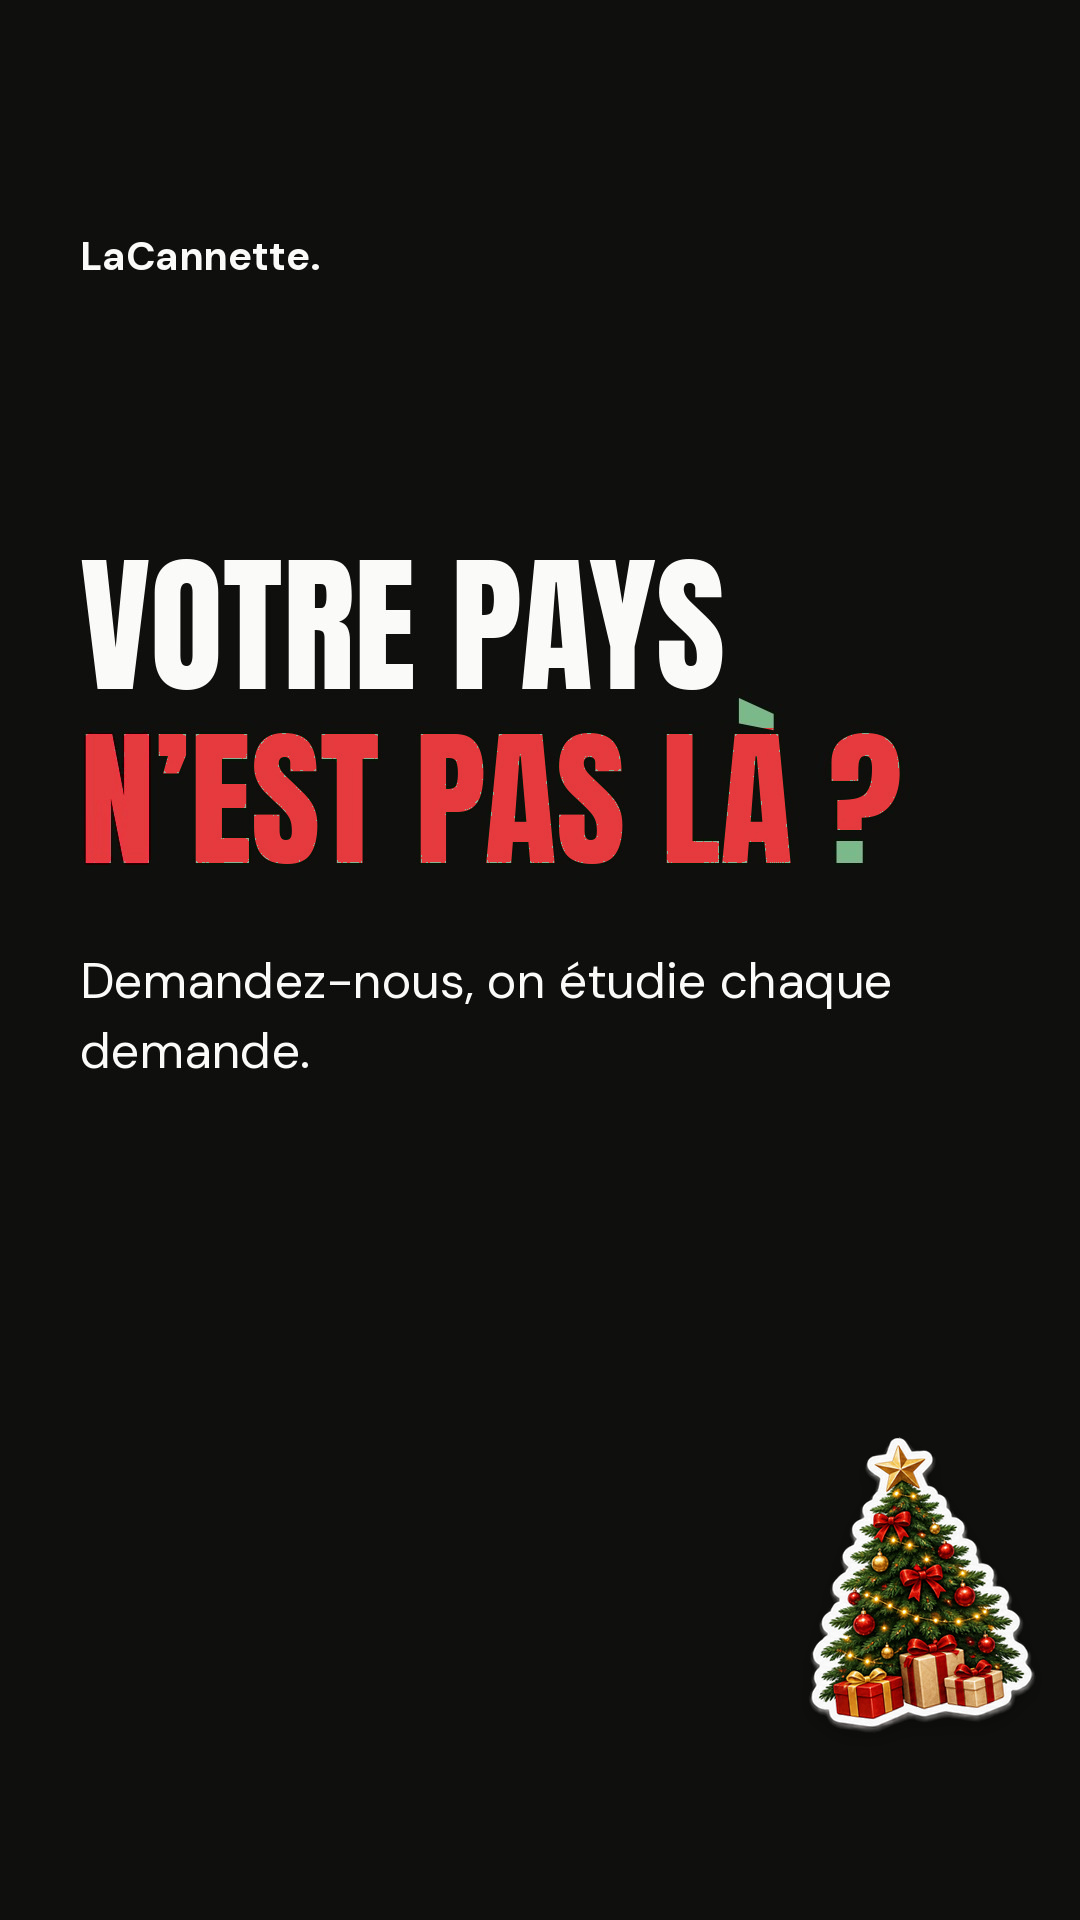 LaCannette.
VOTRE PAYS
N’EST PAS LÀ ?
Demandez-nous, on étudie chaque
demande.